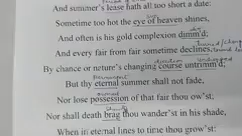 And summer's lease hath all too short a date:
Sometime too hot the eye of heaven shines,
And often is his gold complexion dimm'd;
And every fair from fair sometime declines,
By chance or nature's changing course untrimm'd;
permanent
But thy eternal summer shall not fade,
Nor lose possession of that fair thou ow'st;
Nor shall death brag thou wander'st in his shade,
When in eternal lines to time thou grow'st: